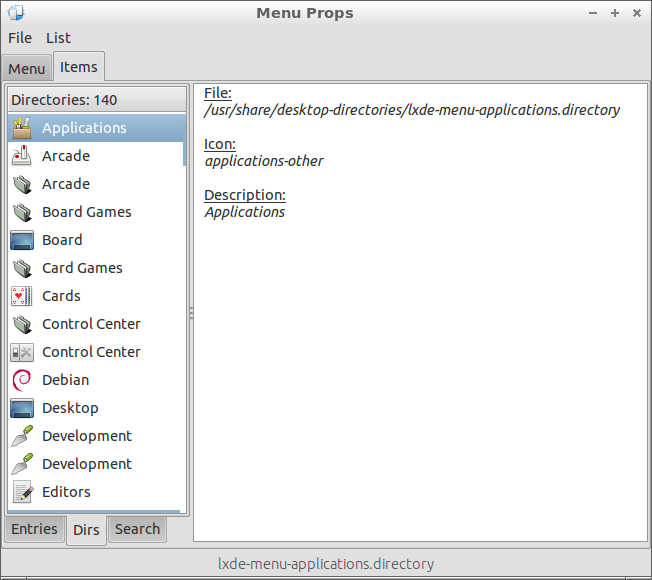 Menu Props
File List
Menu Items
Directories: 140
Applications
Arcade
Arcade
Board Games
Board
Card Games
Cards
Control Center
Control Center
Debian
Desktop
Development
Development
Editors
Entries Dirs Search
File:
/usr/share/desktop-directories/lxde-menu-applications.directory
Icon:
applications-other
Description:
Applications
lxde-menu-applications.directory